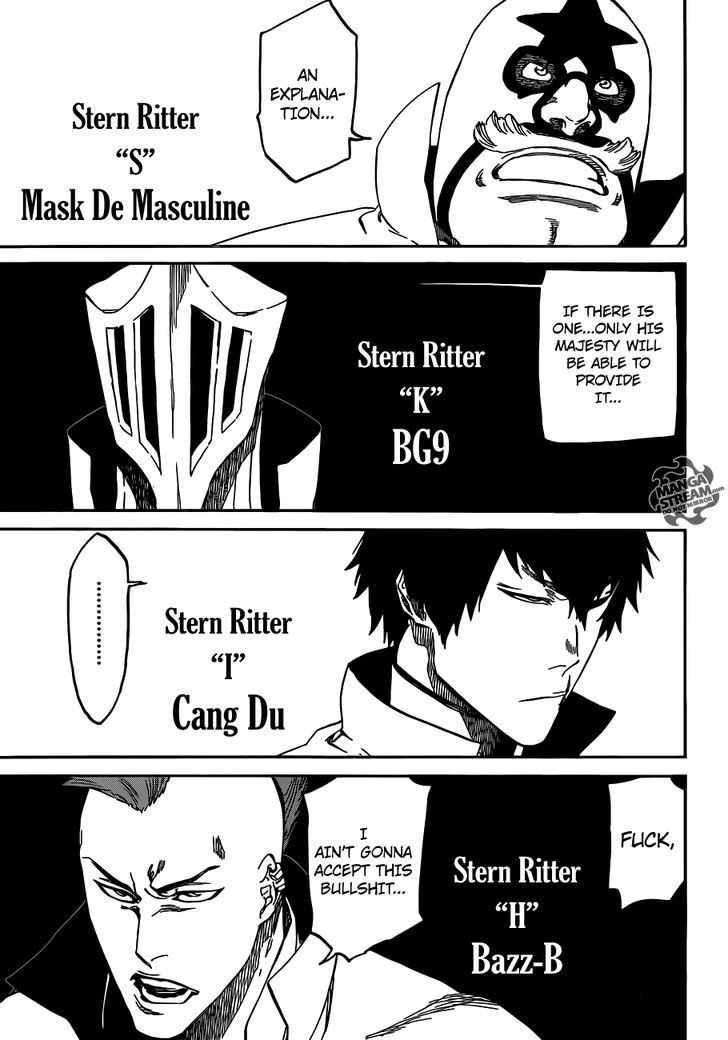 AN
EXPLANA-
TION...
Stern Ritter
“S”
Mask De Masculine
IF THERE IS
ONE...ONLY HIS
MAJESTY WILL
BE ABLE TO
PROVIDE
IT...
Stern Ritter
“K”
BG9
MANGA
STREAM.com
DO NOT MIRROR
............
Stern Ritter
“I”
Cang Du
FUCK,
I
AIN'T GONNA
ACCEPT THIS
BULLSHIT...
Stern Ritter
“H”
Bazz-B